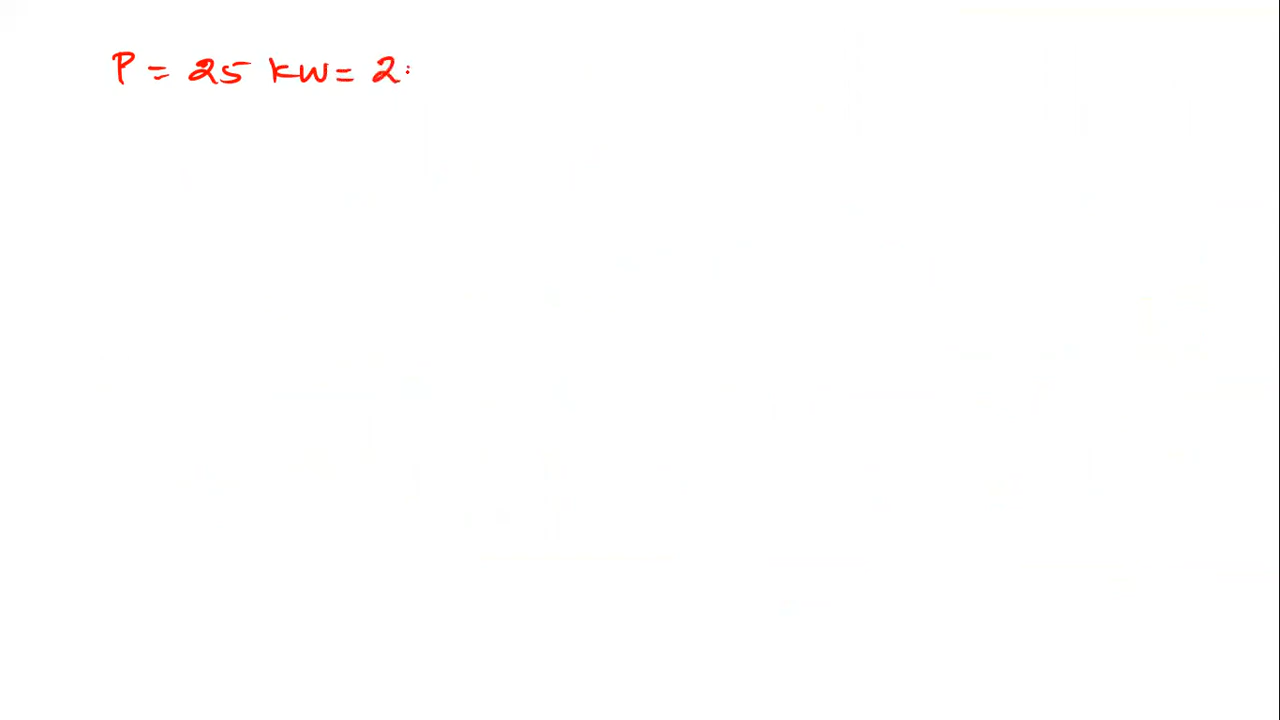 P = 25 kw = 2